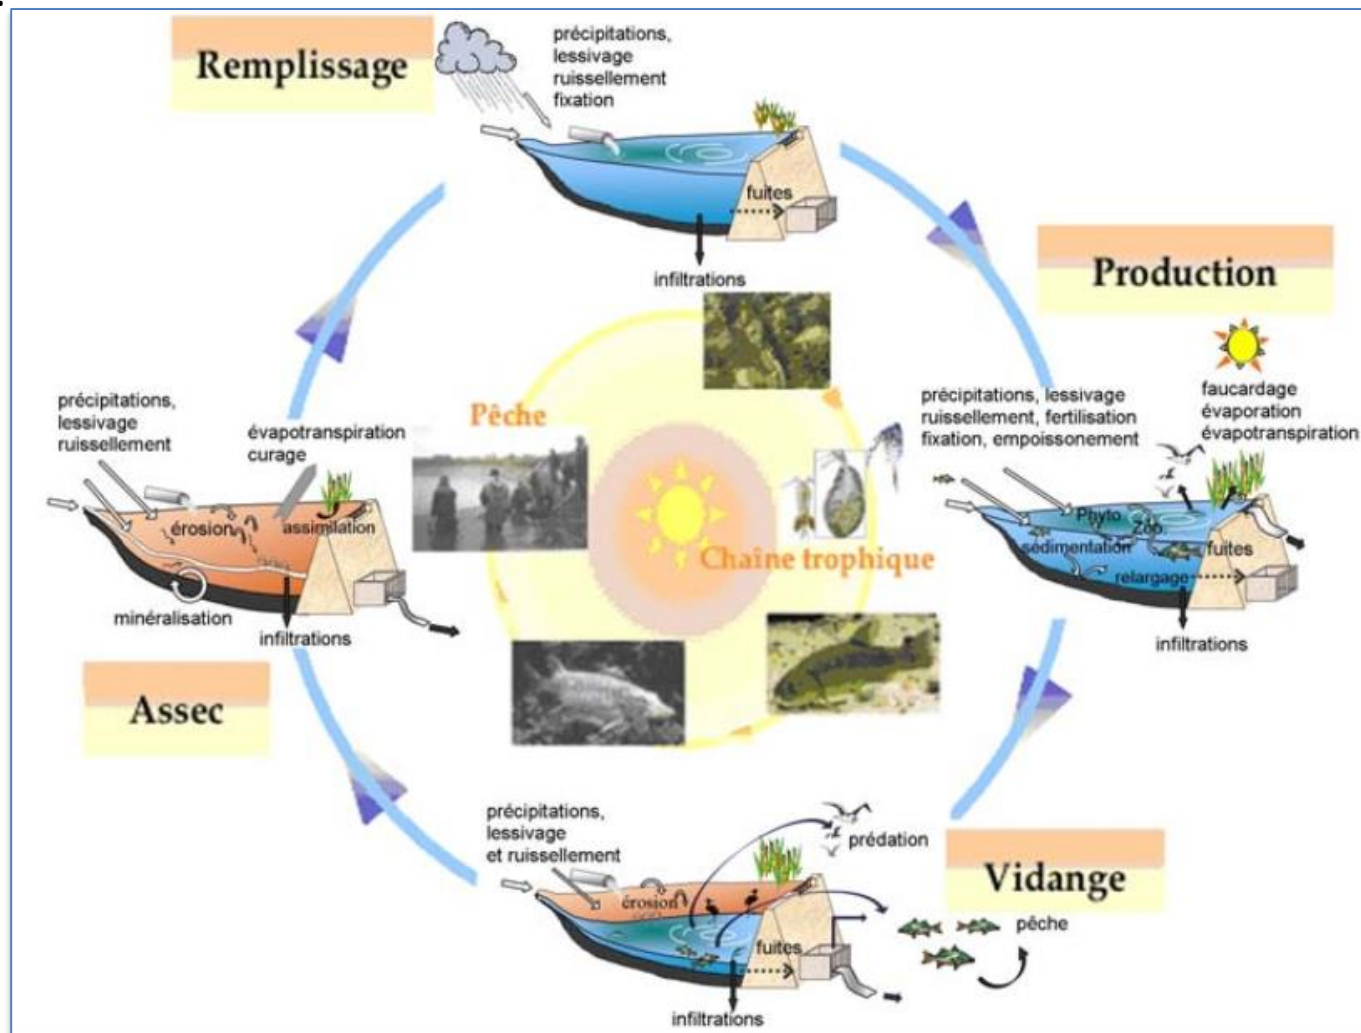 Remplissage
précipitations,
lessivage
ruissellement
fixation
fuites
infiltrations
Production
faucardage
évaporation
évapotranspiration
précipitations, lessivage
ruissellement, fertilisation
fixation, empoissonement
Phyto
Zoo
sédimentation
fuites
relargage
infiltrations
Pêche
Chaîne trophique
précipitations,
lessivage
ruissellement
évapotranspiration
curage
érosion
assimilation
minéralisation
infiltrations
Assec
précipitations,
lessivage
et ruissellement
prédation
Vidange
érosion
pêche
fuites
infiltrations